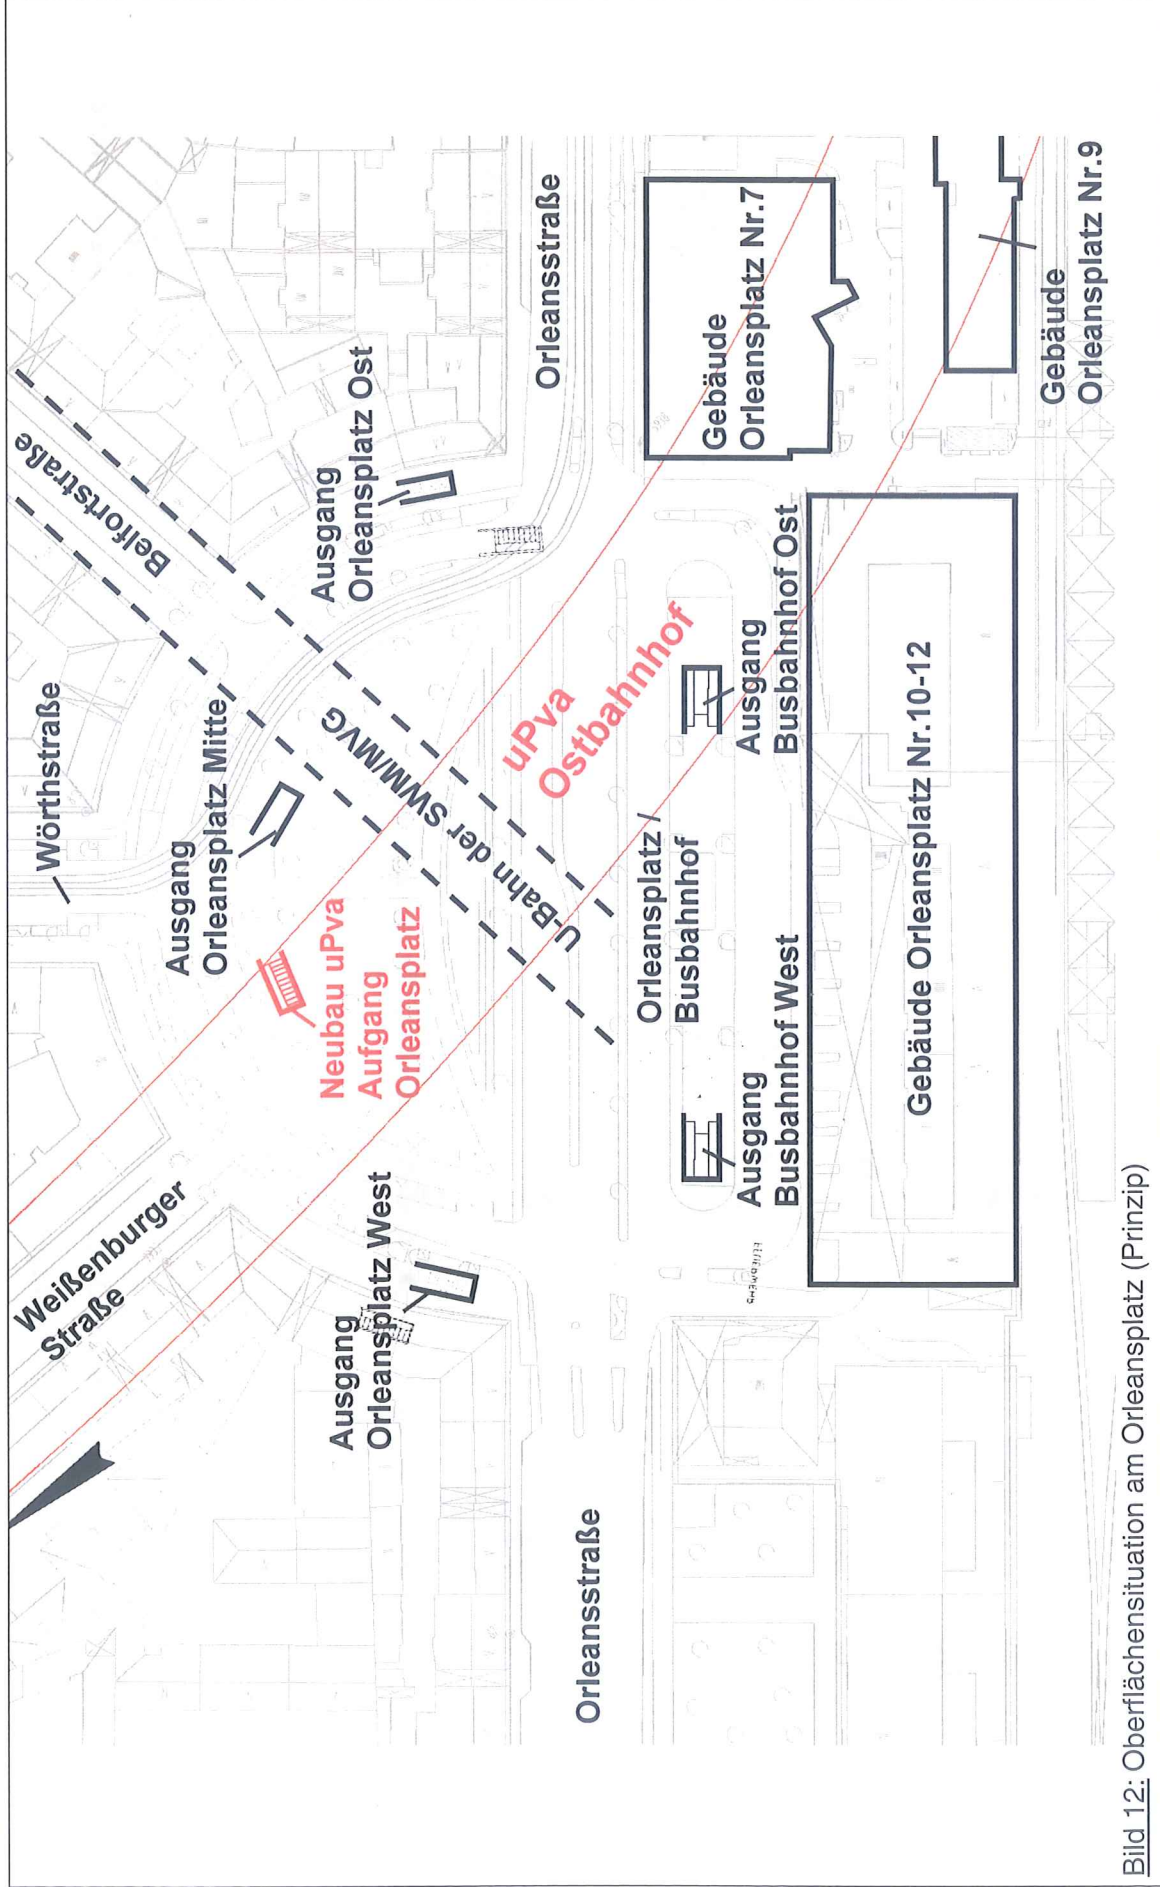 Weißenburger
Straße
Wörthstraße
Belfortstraße
Ausgang
Orleansplatz Mitte
Ausgang
Orleansplatz Ost
Neubau uPva
Aufgang
Orleansplatz
U-Bahn der SWM/MVG
Ausgang
Orleansplatz West
Orleansstraße
Orleansstraße
uPva
Ostbahnhof
Orleansplatz /
Busbahnhof
Gebäude
Orleansplatz Nr.7
Ausgang
Busbahnhof West
Ausgang
Busbahnhnof Ost
FEUERWEHR
Gebäude Orleansplatz Nr.10-12
Gebäude
Orleansplatz Nr.9
Bild 12: Oberflächensituation am Orleansplatz (Prinzip)